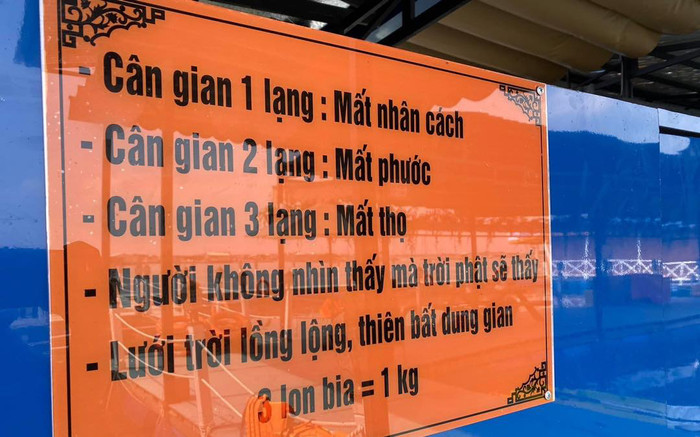 - Cân gian 1 lạng : Mất nhân cách
- Cân gian 2 lạng : Mất phước
- Cân gian 3 lạng : Mất thọ
- Người không nhìn thấy mà trời phật sẽ thấy
- Lưới trời lồng lộng, thiên bất dung gian
3 lon bia = 1 kg